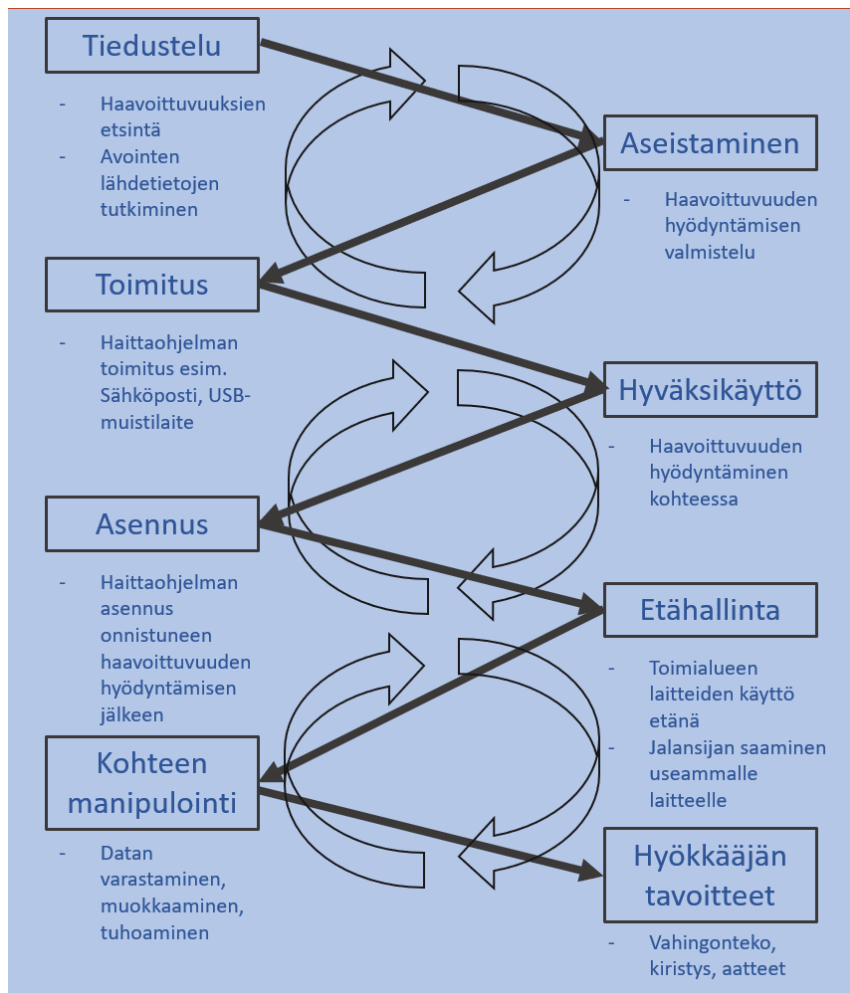 Tiedustelu
- Haavoittuvuuksien
etsintä
- Avointen
lähdetietojen
tutkiminen
Aseistaminen
- Haavoittuvuuden
hyödyntämisen
valmistelu
Toimitus
- Haittaohjelman
toimitus esim.
Sähköposti, USB-
muistilaite
Hyväksikäyttö
- Haavoittuvuuden
hyödyntäminen
kohteessa
Asennus
- Haittaohjelman
asennus
onnistuneen
haavoittuvuuden
hyödyntämisen
jälkeen
Etähallinta
- Toimialueen
laitteiden käyttö
etänä
- Jalansijan saaminen
useammalle
laitteelle
Kohteen
manipulointi
- Datan
varastaminen,
muokkaaminen,
tuhoaminen
Hyökkääjän
tavoitteet
- Vahingonteko,
kiristys, aatteet